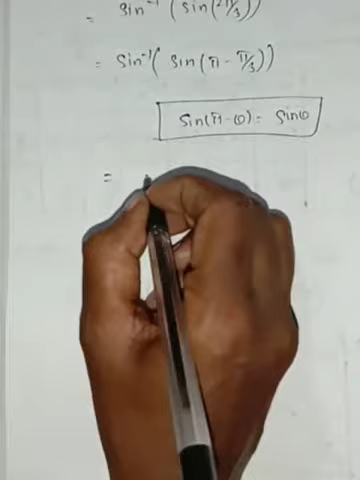 = sin⁻¹ (sin(2π/3))
= sin⁻¹( sin(π - π/3))
sin(π-θ) = sinθ
=